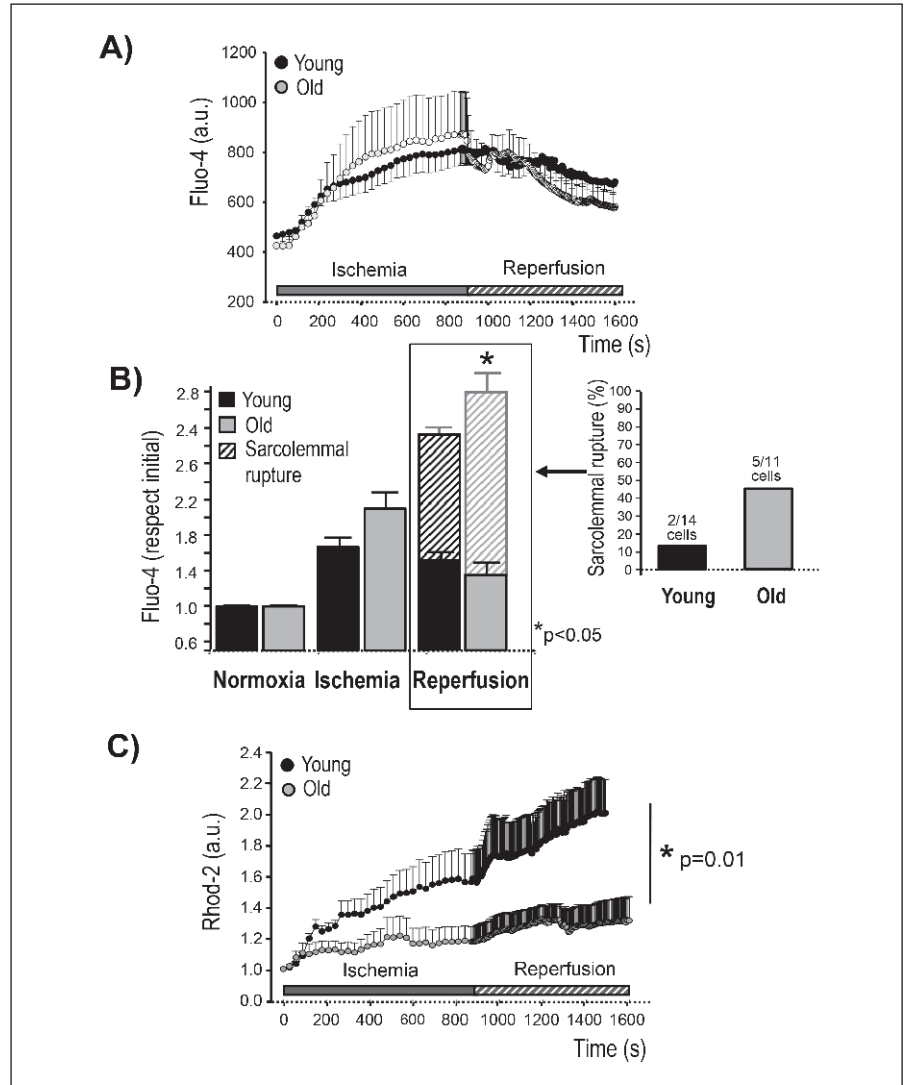 A)
Young
Old
Fluo-4 (a.u.)
1200
1000
800
600
400
200
Ischemia
Reperfusion
0 200 400 600 800 1000 1200 1400 1600
Time (s)
B)
Young
Old
Sarcolemmal
rupture
Fluo-4 (respect initial)
2.8
2.4
2.6
2.2
1.8
1.4
1.0
0.6
*
*p<0.05
Normoxia Ischemia Reperfusion
Sarcolemmal rupture (%)
100
90
80
70
60
50
40
30
20
10
0
2/14
cells
5/11
cells
Young Old
C)
Young
Old
Rhod-2 (a.u.)
2.4
2.2
2.0
1.8
1.6
1.4
1.2
1.0
0.0
* p=0.01
Ischemia
Reperfusion
0 200 400 600 800 1000 1200 1400 1600
Time (s)